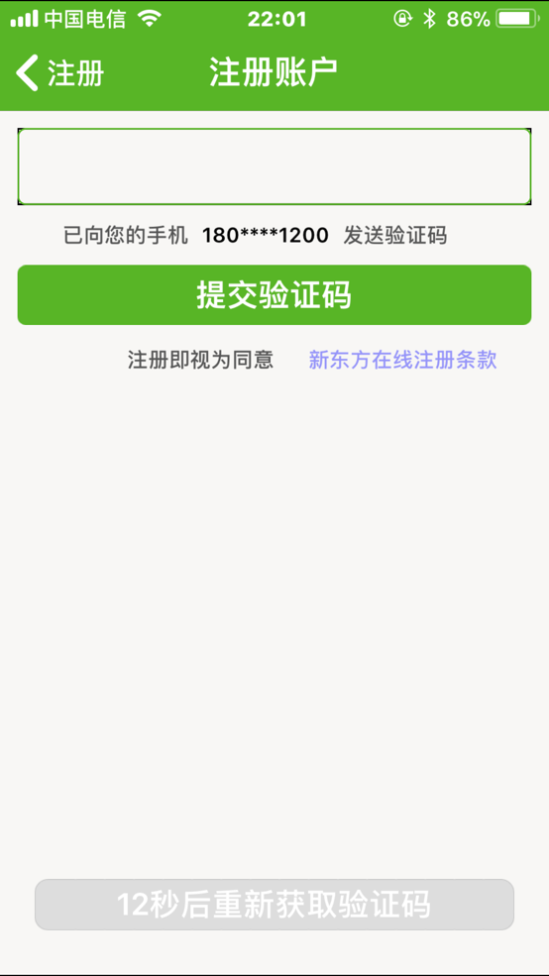 中国电信 22:01 86%
注册 注册账户
已向您的手机 180****1200 发送验证码
提交验证码
注册即视为同意 新东方在线注册条款
12秒后重新获取验证码